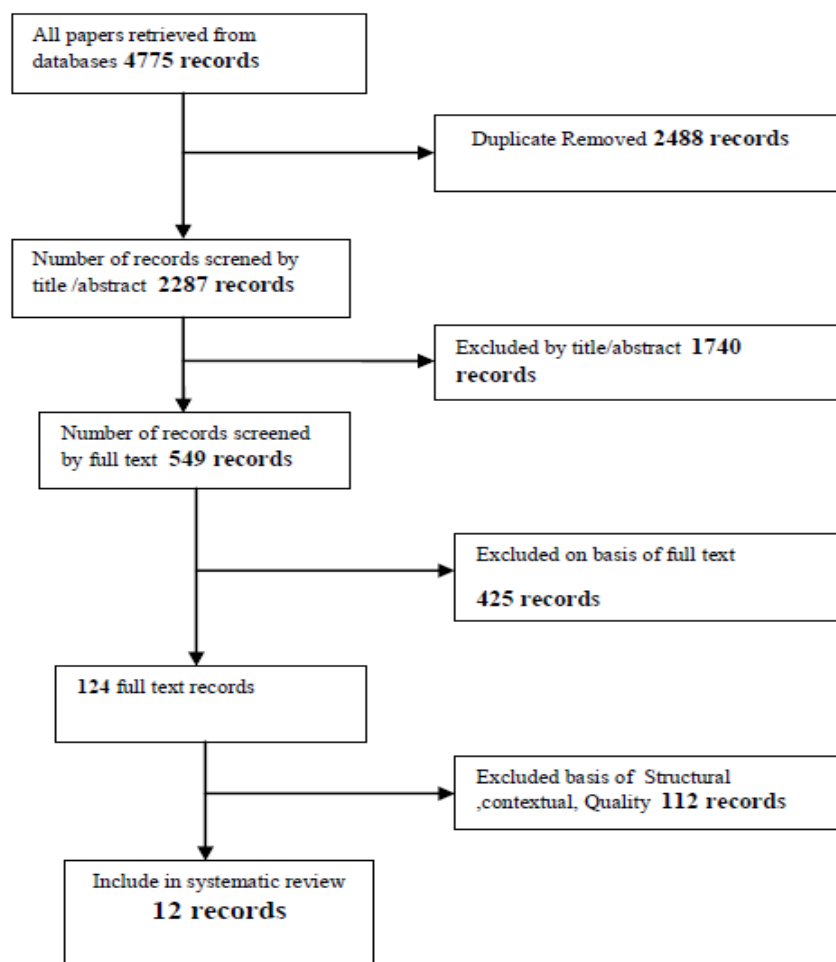 All papers retrieved from
databases 4775 records
Duplicate Removed 2488 records
Number of records screned by
title /abstract 2287 records
Excluded by title/abstract 1740
records
Number of records screened
by full text 549 records
Excluded on basis of full text
425 records
124 full text records
Excluded basis of Structural
,contextual, Quality 112 records
Include in systematic review
12 records